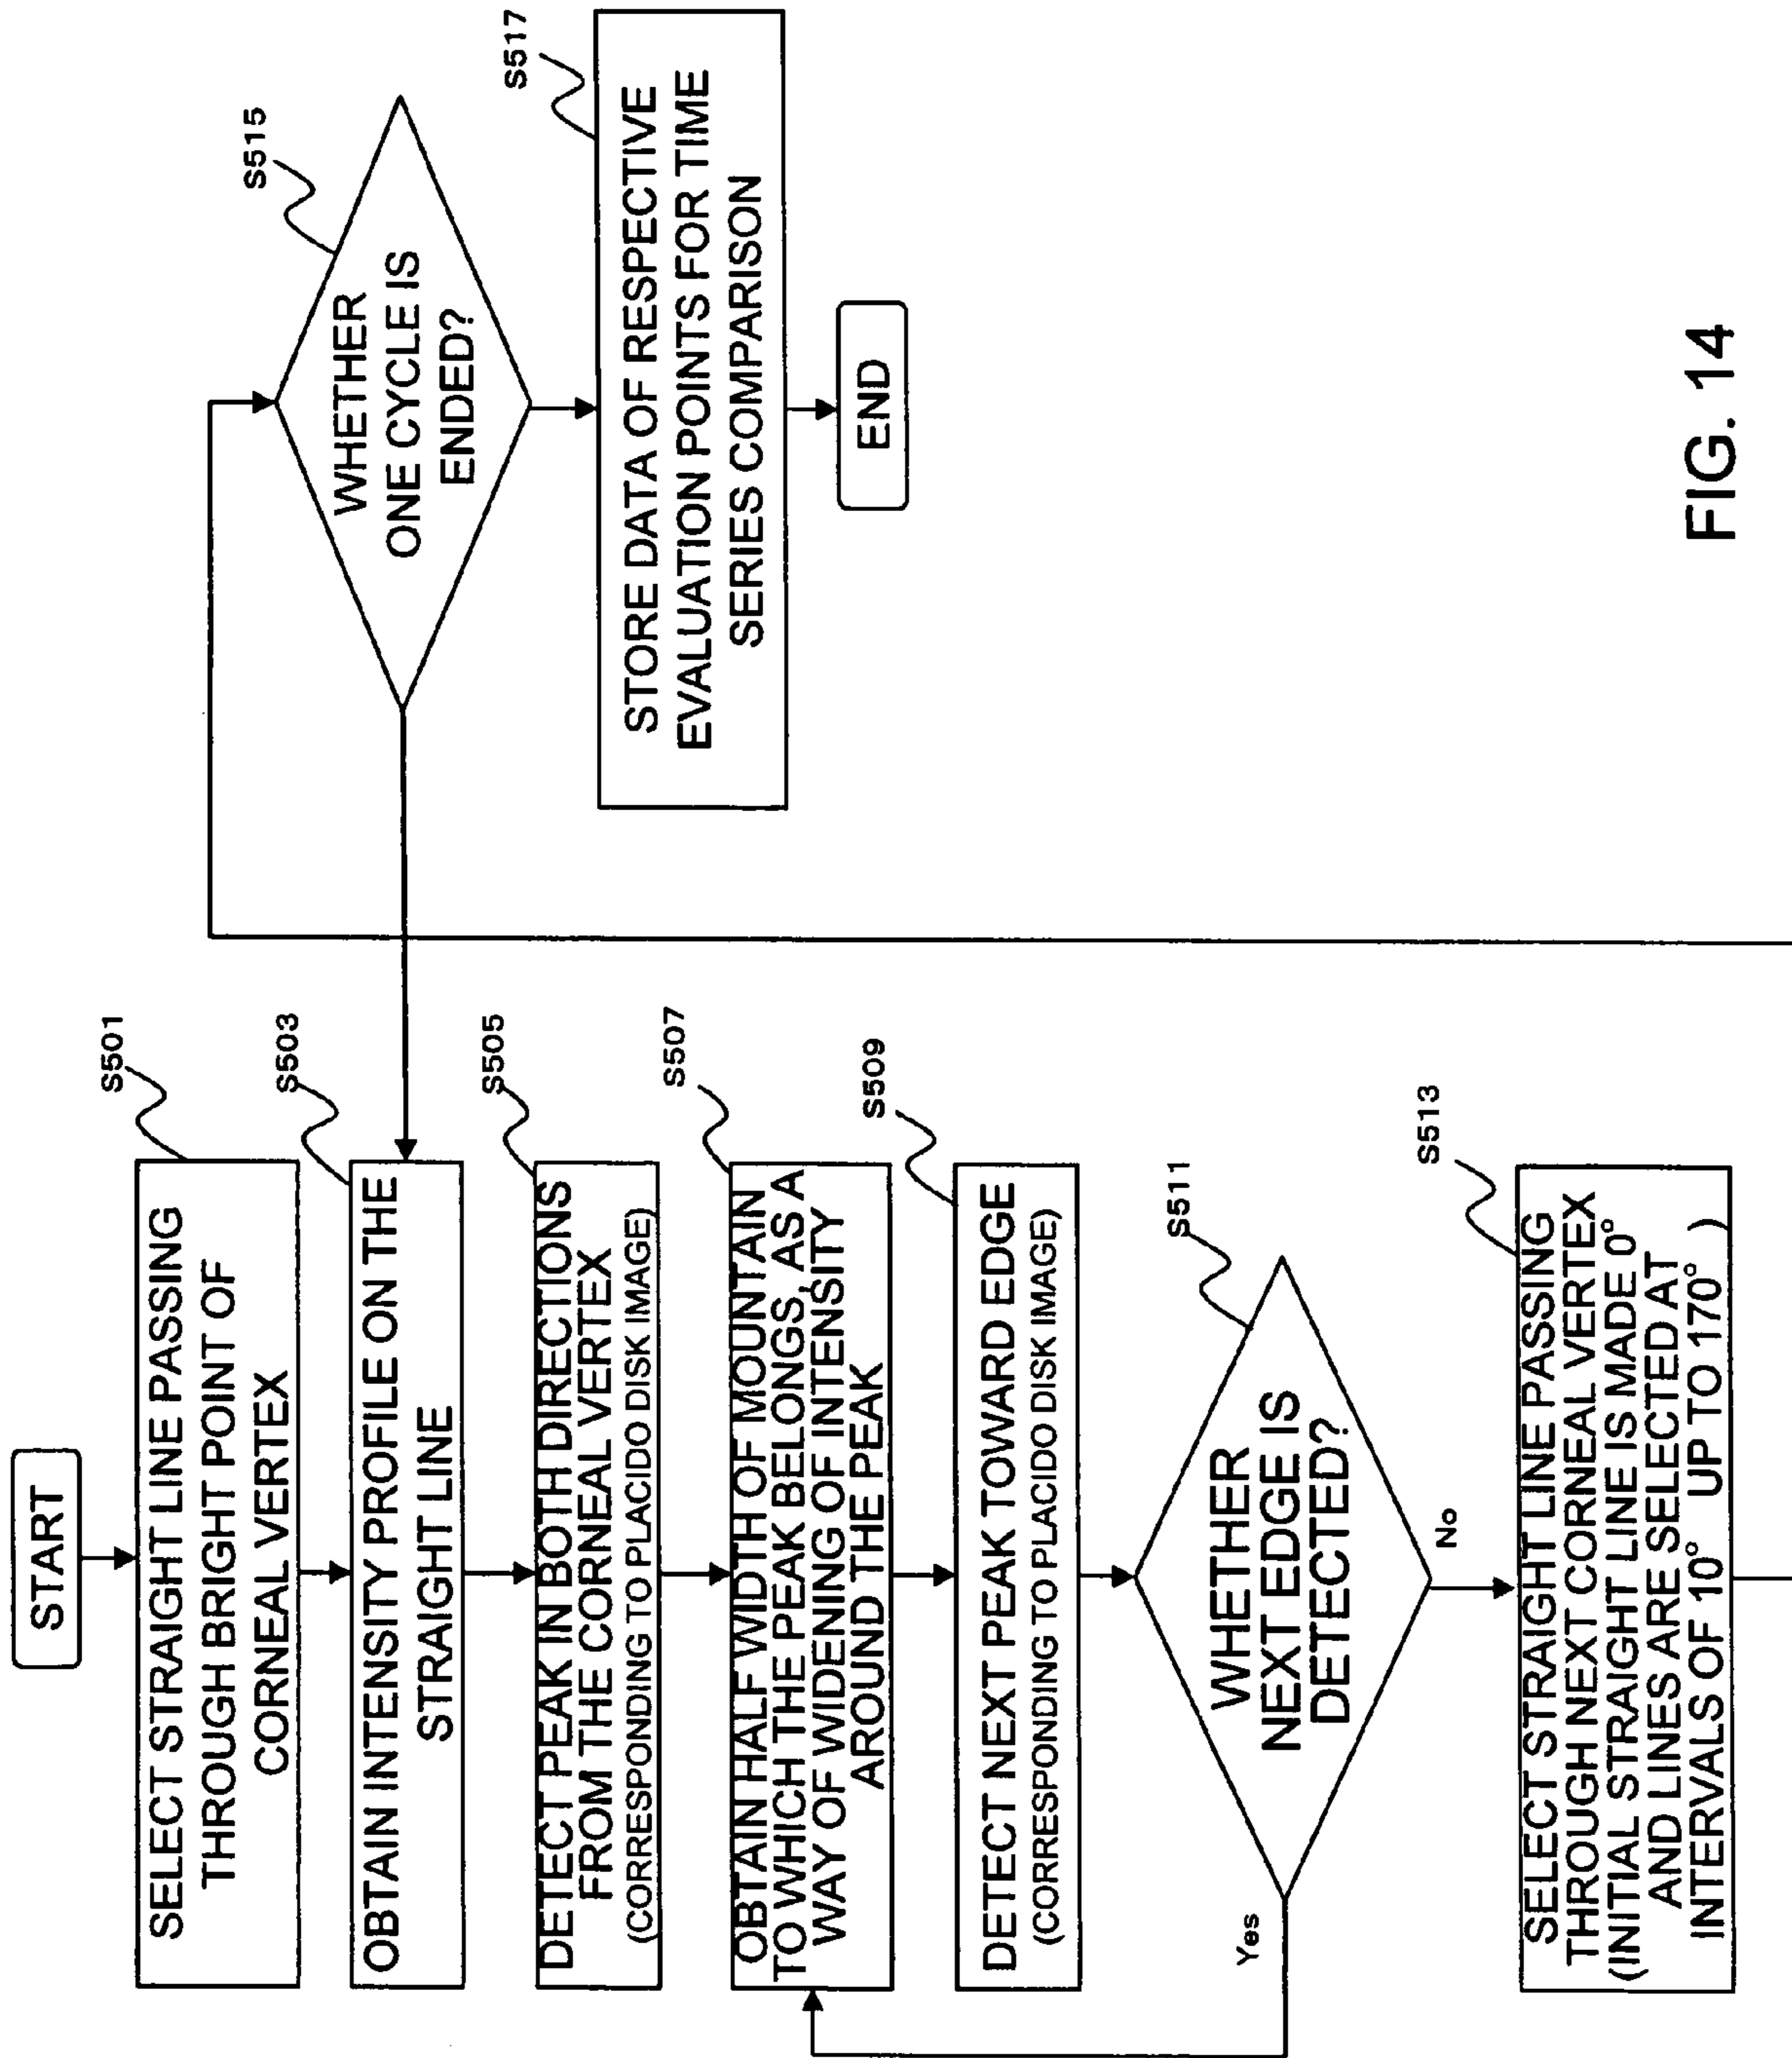 START
S501
SELECT STRAIGHT LINE PASSING
THROUGH BRIGHT POINT OF
CORNEAL VERTEX
S503
OBTAIN INTENSITY PROFILE ON THE
STRAIGHT LINE
S505
DETECT PEAK IN BOTH DIRECTIONS
FROM THE CORNEAL VERTEX
(CORRESPONDING TO PLACIDO DISK IMAGE)
S507
OBTAIN HALF WIDTH OF MOUNTAIN
TO WHICH THE PEAK BELONGS, AS A
WAY OF WIDENING OF INTENSITY
AROUND THE PEAK
S509
DETECT NEXT PEAK TOWARD EDGE
(CORRESPONDING TO PLACIDO DISK IMAGE)
S511
WHETHER
NEXT EDGE IS
DETECTED?
Yes
No
S513
SELECT STRAIGHT LINE PASSING
THROUGH NEXT CORNEAL VERTEX
(INITIAL STRAIGHT LINE IS MADE 0°
AND LINES ARE SELECTED AT
INTERVALS OF 10° UP TO 170° )
S515
WHETHER
ONE CYCLE IS
ENDED?
S517
STORE DATA OF RESPECTIVE
EVALUATION POINTS FOR TIME
SERIES COMPARISON
END
FIG. 14